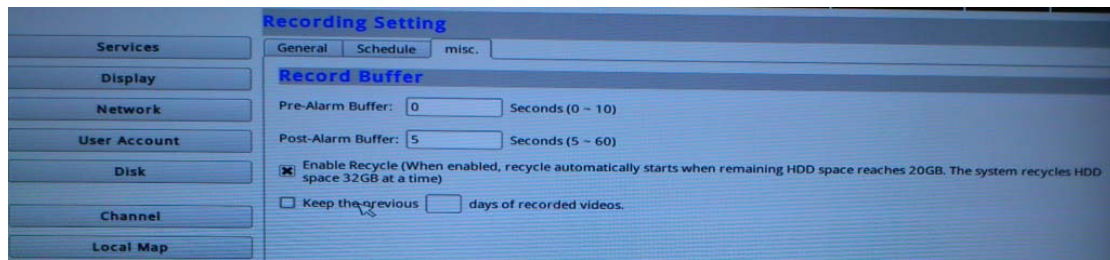 Recording Setting
Services
General Schedule misc.
Display
Record Buffer
Network
Pre-Alarm Buffer: 0 Seconds (0 ~ 10)
User Account
Post-Alarm Buffer: 5 Seconds (5 ~ 60)
Disk
Enable Recycle (When enabled, recycle automatically starts when remaining HDD space reaches 20GB. The system recycles HDD
space 32GB at a time)
Keep the previous days of recorded videos.
Channel
Local Map